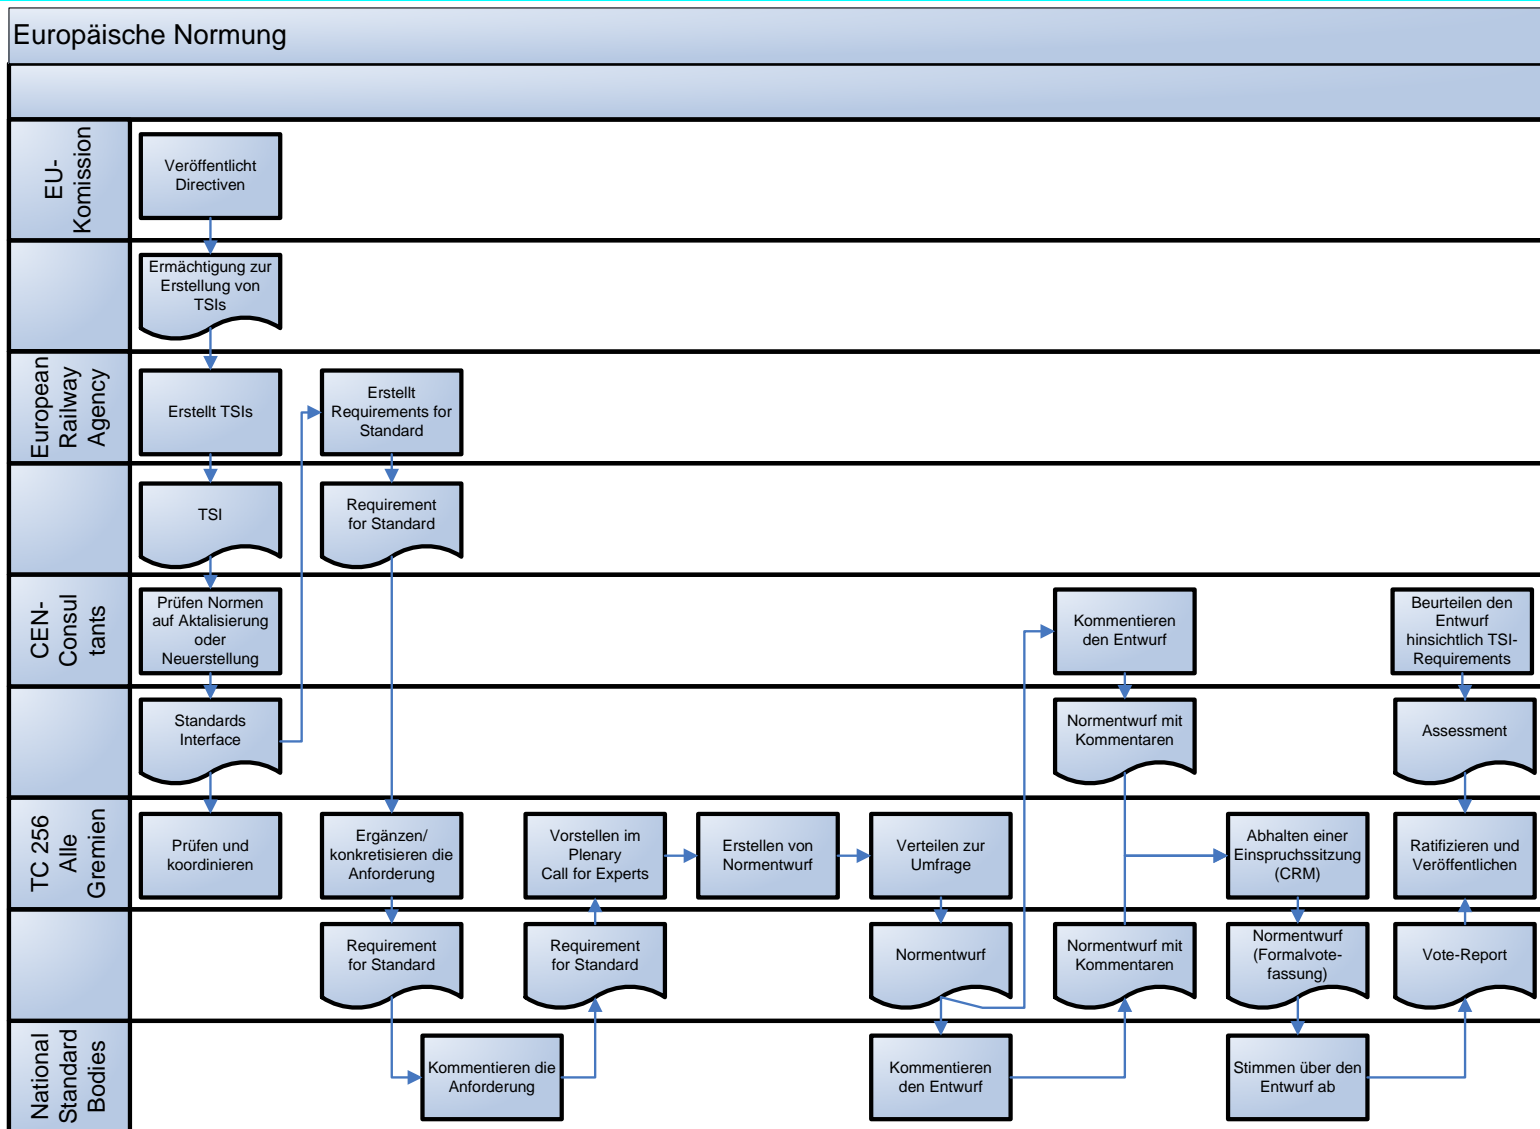 Europäische Normung
EU-
Komission
Veröffentlicht
Directiven
Ermächtigung zur
Erstellung von
TSIs
European
Railway
Agency
Erstellt TSIs
Erstellt
Requirements for
Standard
TSI
Requirement
for Standard
CEN-
Consul
tants
Prüfen Normen
auf Aktalisierung
oder
Neuerstellung
Kommentieren
den Entwurf
Beurteilen den
Entwurf
hinsichtlich TSI-
Requirements
Standards
Interface
Normentwurf mit
Kommentaren
Assessment
TC 256
Alle
Gremien
Prüfen und
koordinieren
Ergänzen/
konkretisieren die
Anforderung
Vorstellen im
Plenary
Call for Experts
Erstellen von
Normentwurf
Verteilen zur
Umfrage
Abhalten einer
Einspruchssitzung
(CRM)
Ratifizieren und
Veröffentlichen
Requirement
for Standard
Requirement
for Standard
Normentwurf
Normentwurf mit
Kommentaren
Normentwurf
(Formalvote-
fassung)
Vote-Report
National
Standard
Bodies
Kommentieren die
Anforderung
Kommentieren
den Entwurf
Stimmen über den
Entwurf ab